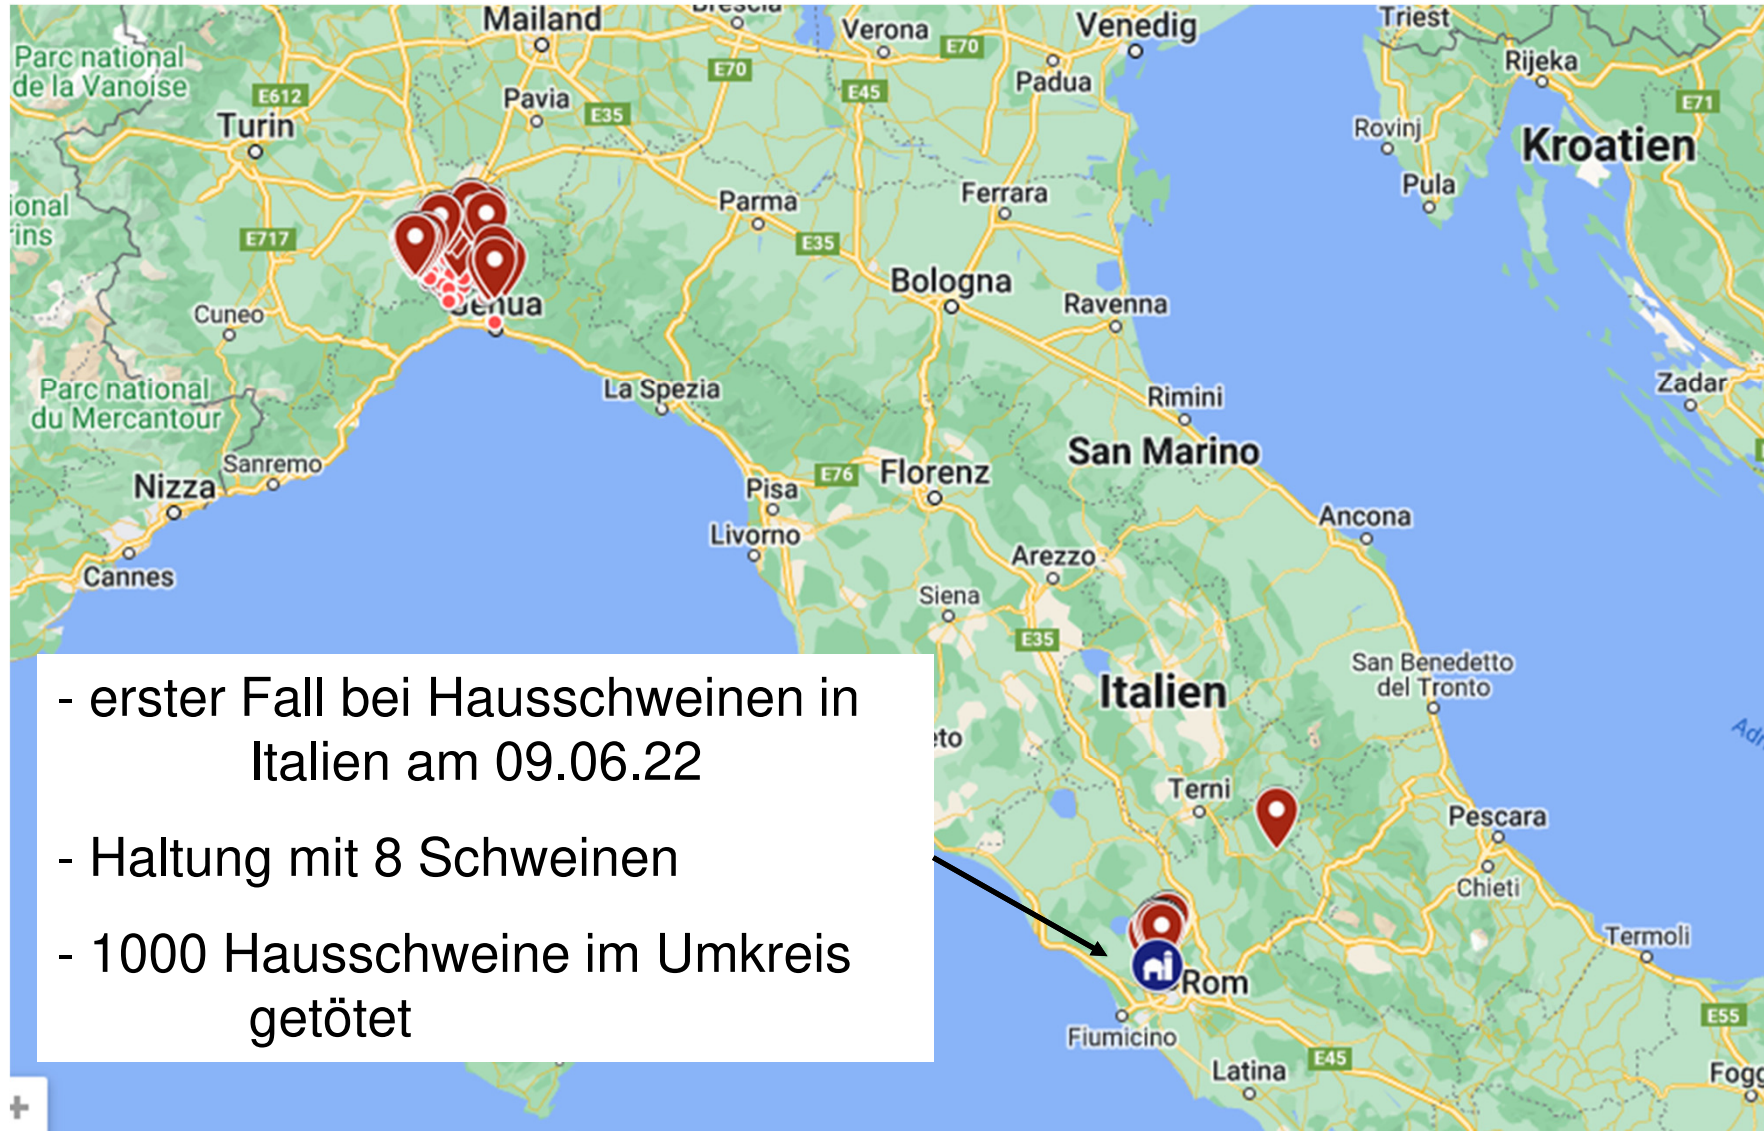 Mailand
Verona
E70
Venedig
Triest
Parc national
de la Vanoise
E70
Padua
Rijeka
E612
Pavia
E35
E45
E71
Turin
Rovinj
Kroatien
Parma
Ferrara
Pula
E717
E35
Bologna
Ravenna
Cuneo
Genua
Parc national
du Mercantour
La Spezia
Rimini
Zadar
San Marino
Sanremo
Nizza
E76
Florenz
Pisa
Ancona
Livorno
Cannes
Arezzo
Siena
E35
San Benedetto
del Tronto
Italien
- erster Fall bei Hausschweinen in
Italien am 09.06.22
- Haltung mit 8 Schweinen
- 1000 Hausschweine im Umkreis
getötet
Terni
Pescara
Chieti
Termoli
Rom
Fiumicino
E55
E45
Latina